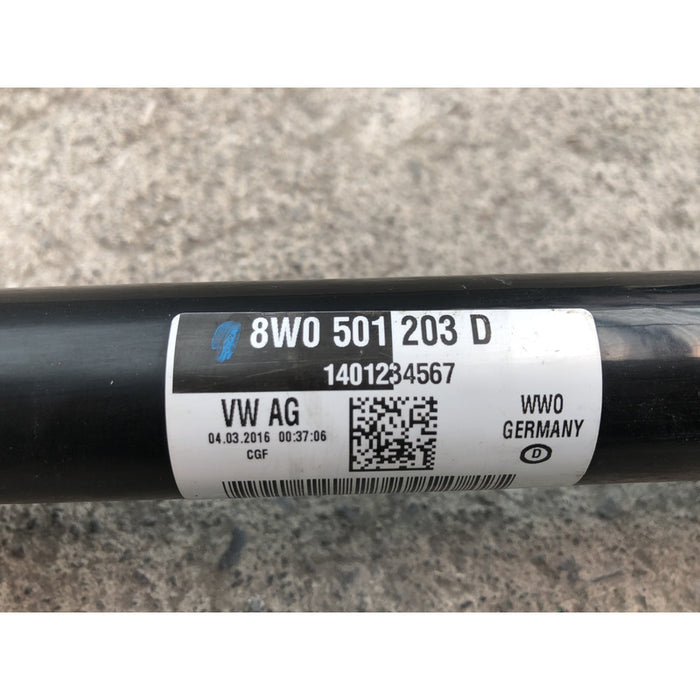 8W0 501 203 D
1401234567
VW AG
04.03.2016 00:37:06
CGF
WWO
GERMANY
D